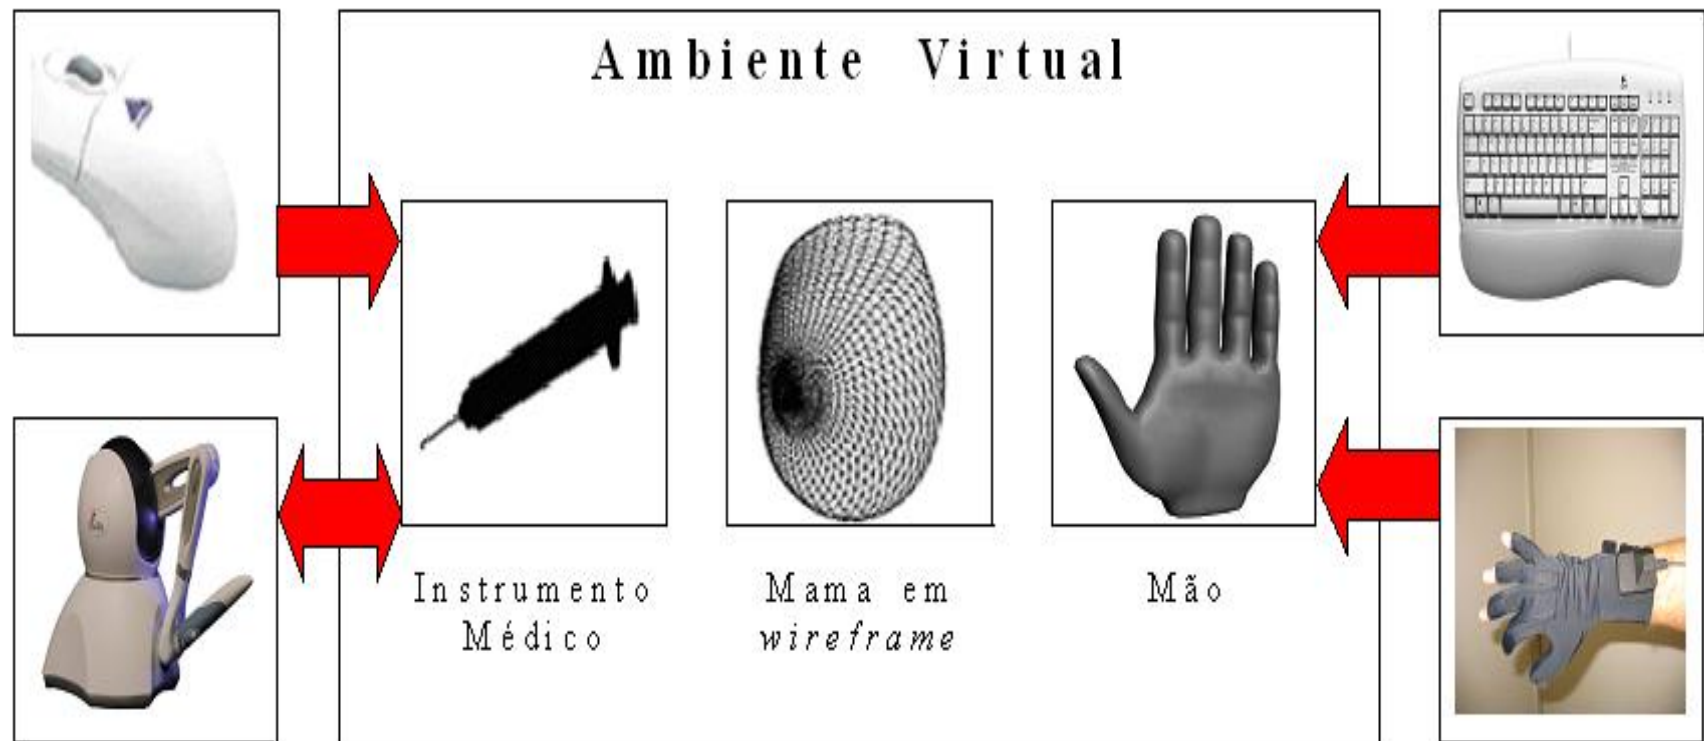 Ambiente Virtual
Instrumento
Médico
Mama em
wireframe
Mão